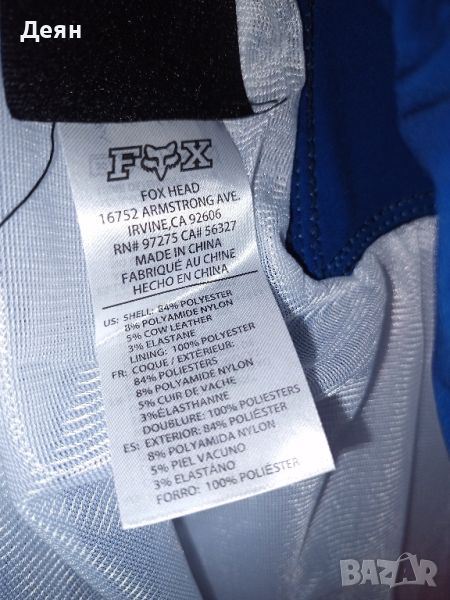 Деян
FOX
FOX HEAD
16752 ARMSTRONG AVE.
IRVINE,CA 92606
RN# 97275 CA# 56327
MADE IN CHINA
FABRIQUÉ AU CHINE
HECHO EN CHINA
US: SHELL: 84% POLYESTER
8% POLYAMIDE NYLON
5% COW LEATHER
3% ELASTANE
LINING: 100% POLYESTER
FR: COQUE / EXTÉRIEUR:
84% POLIESTERS
8% POLYAMIDE NYLON
5% CUIR DE VACHE
3%ÉLASTHANNE
DOUBLURE: 100% POLIESTERS
ES: EXTERIOR: 84% POLIÉSTER
8% POLYAMIDA NYLON
5% PIEL VACUNO
3% ELASTÁNO
FORRO: 100% POLIÉSTER
BAZAR